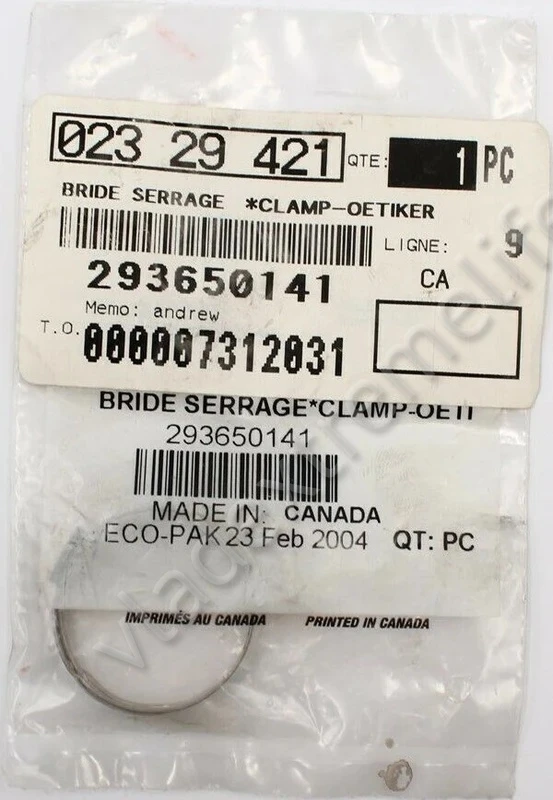 023 29 421 QTE: 1 PC
BRIDE SERRAGE *CLAMP-OETIKER
LIGNE: 9
293650141 CA
Memo: andrew
T.O. 000007312031
BRIDE SERRAGE*CLAMP-OETI
293650141
MADE IN: CANADA
ECO-PAK 23 Feb 2004 QT: PC
IMPRIMÉS AU CANADA PRINTED IN CANADA